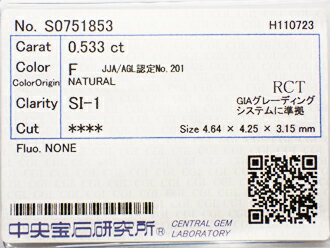 No. S0751853 H110723
Carat 0.533 ct
Color F JJA/AGL認定No.201
ColorOrigin NATURAL
Clarity SI-1 RCT
GIAグレーディング
システムに準拠
Cut **** Size 4.64 × 4.25 × 3.15 mm
Fluo. NONE
中央宝石研究所® CENTRAL GEM
LABORATORY